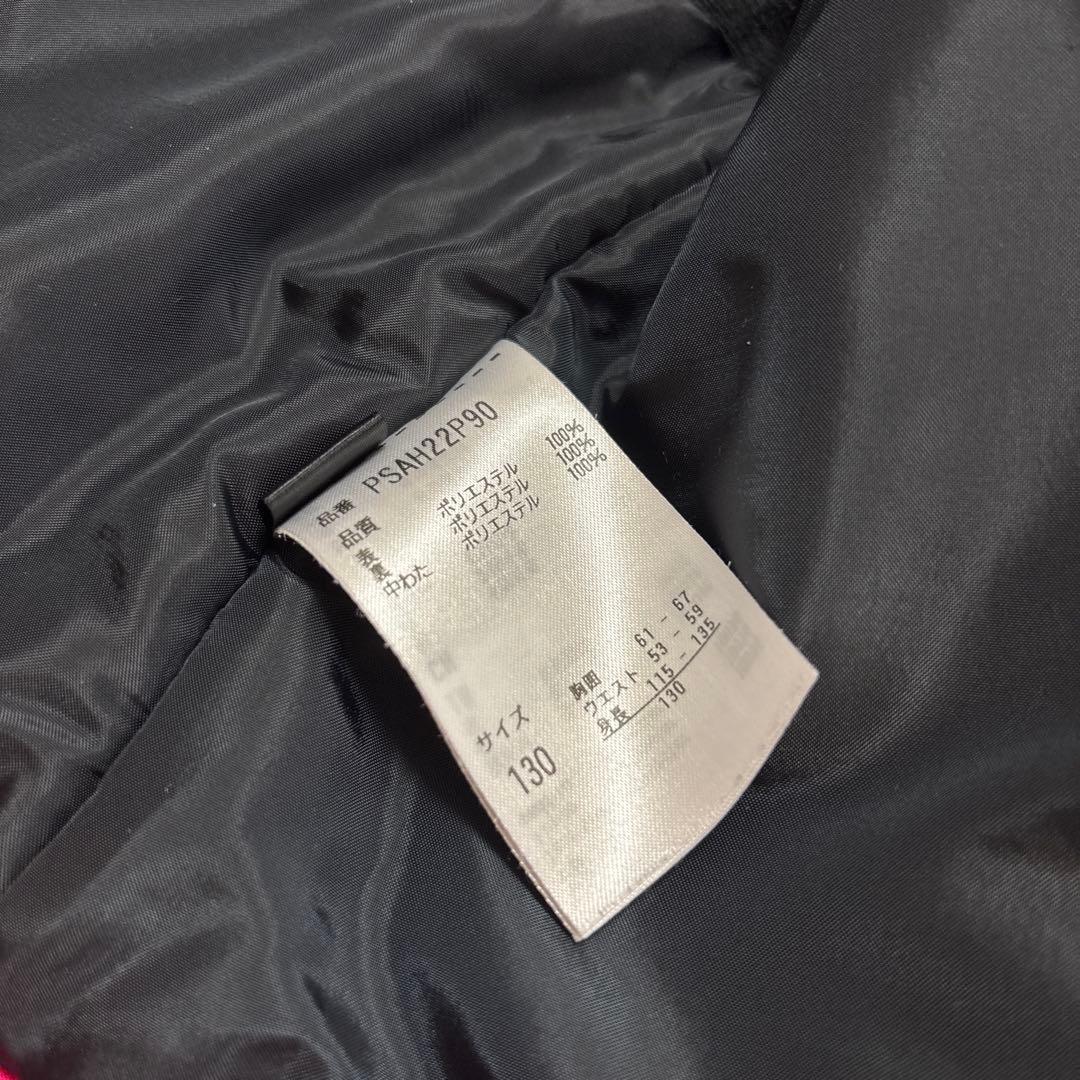 品番 PSAH22P90
品質
表 ポリエステル 100%
裏 ポリエステル 100%
中わた ポリエステル 100%
サイズ 胸囲 61 - 67
ウエスト 53 - 59
身長 115 - 135
130 130